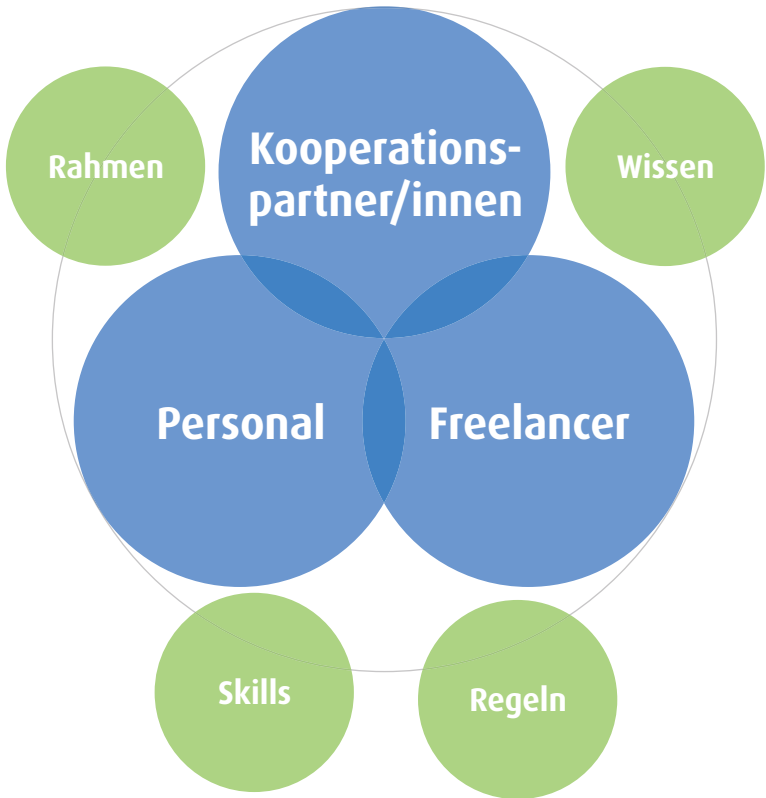 Kooperations-
partner/innen
Rahmen
Wissen
Personal
Freelancer
Skills
Regeln